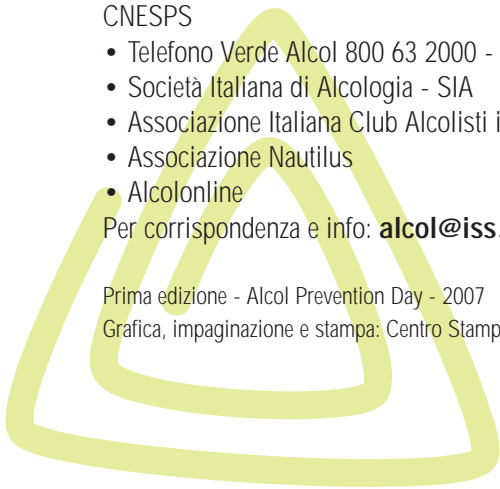 CNESPS
• Telefono Verde Alcol 800 63 2000 -
• Società Italiana di Alcologia - SIA
• Associazione Italiana Club Alcolisti i
• Associazione Nautilus
• Alcolonline
Per corrispondenza e info: alcol@iss.
Prima edizione - Alcol Prevention Day - 2007
Grafica, impaginazione e stampa: Centro Stamp